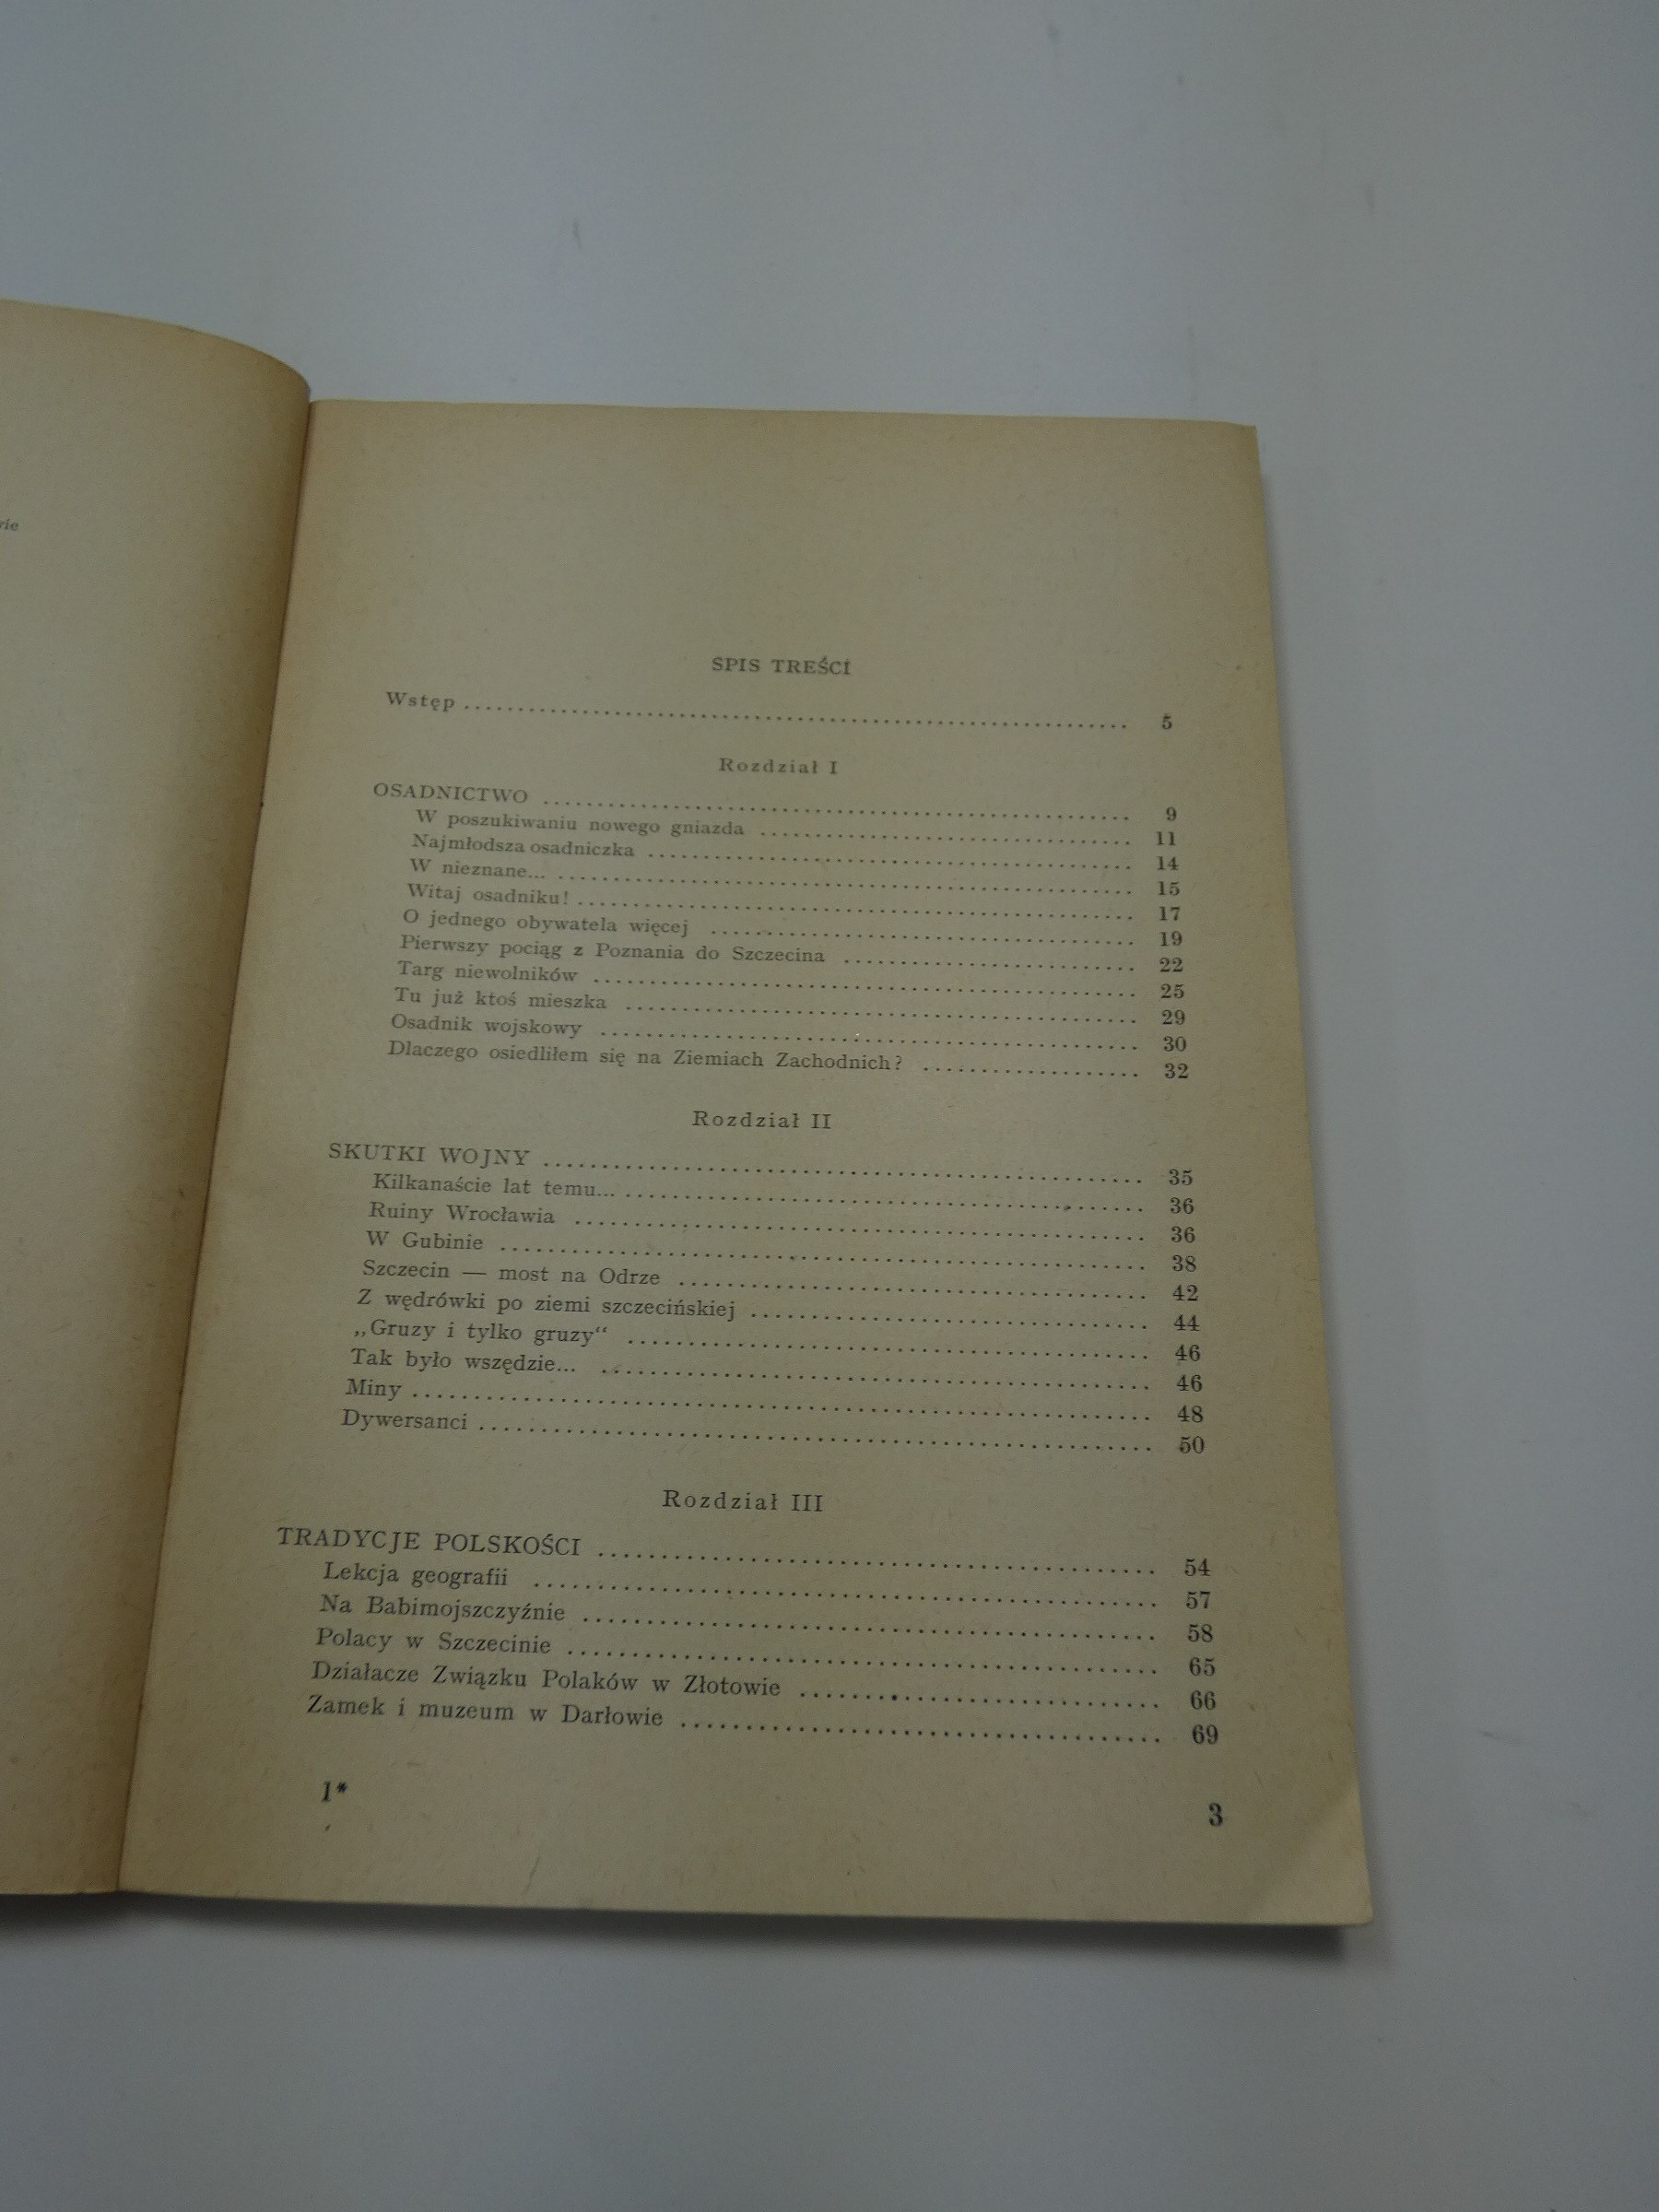 SPIS TREŚCI
Wstęp ........ 5
Rozdział I
OSADNICTWO ........ 9
W poszukiwaniu nowego gniazda ........ 11
Najmłodsza osadniczka ........ 14
W nieznane... ........ 15
Witaj osadniku! ........ 17
O jednego obywatela więcej ........ 19
Pierwszy pociąg z Poznania do Szczecina ........ 22
Targ niewolników ........ 25
Tu już ktoś mieszka ........ 29
Osadnik wojskowy ........ 30
Dlaczego osiedliłem się na Ziemiach Zachodnich? ........ 32
Rozdział II
SKUTKI WOJNY ........ 35
Kilkanaście lat temu... ........ 36
Ruiny Wrocławia ........ 36
W Gubinie ........ 38
Szczecin — most na Odrze ........ 42
Z wędrówki po ziemi szczecińskiej ........ 44
„Gruzy i tylko gruzy“ ........ 46
Tak było wszędzie... ........ 46
Miny ........ 48
Dywersanci ........ 50
Rozdział III
TRADYCJE POLSKOŚCI ........ 54
Lekcja geografii ........ 57
Na Babimojszczyźnie ........ 58
Polacy w Szczecinie ........ 65
Działacze Związku Polaków w Złotowie ........ 66
Zamek i muzeum w Darłowie ........ 69
1*
3